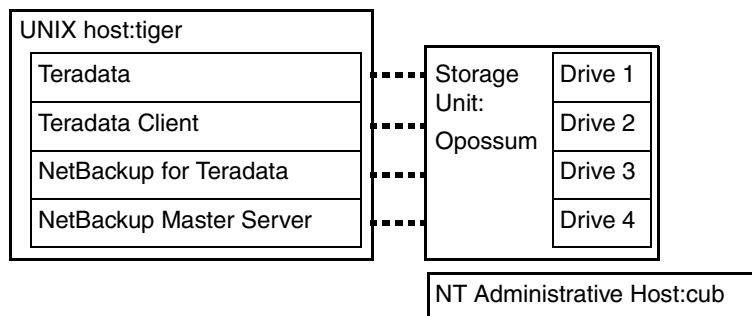 UNIX host:tiger
Teradata
Teradata Client
NetBackup for Teradata
NetBackup Master Server
Storage
Unit:
Opossum
Drive 1
Drive 2
Drive 3
Drive 4
NT Administrative Host:cub